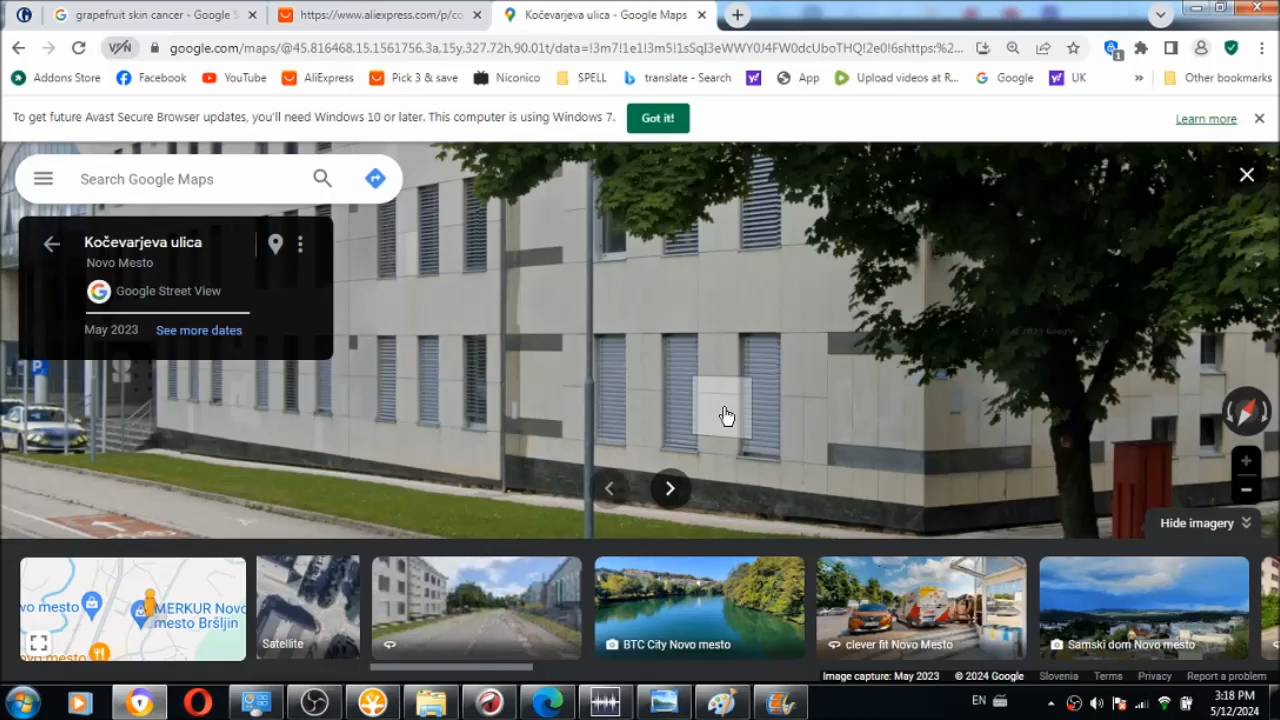 grapefruit skin cancer - Google S
https://www.aliexpress.com/p/co
Kočevarjeva ulica - Google Maps
VPN
google.com/maps/@45.816468,15.1561756,3a,15y,327.72h,90.01t/data=!3m7!1e1!3m5!1sSqI3eWWY0J4FW0dcUboTHQ!2e0!6shttps:%2...
1
Addons Store
Facebook
YouTube
AliExpress
Pick 3 & save
Niconico
SPELL
translate - Search
App
Upload videos at R...
Google
UK
»
Other bookmarks
To get future Avast Secure Browser updates, you'll need Windows 10 or later. This computer is using Windows 7.
Got it!
Learn more
Search Google Maps
Kočevarjeva ulica
Novo Mesto
Google Street View
May 2023
See more dates
P
Hide imagery
vo mesto
MERKUR Novo
mesto Bršljin
ovo mesto
Satellite
BTC City Novo mesto
clever fit Novo Mesto
Samski dom Novo mesto
Image capture: May 2023
© 2024 Google
Slovenia
Terms
Privacy
Report a problem
EN
3:18 PM
5/12/2024